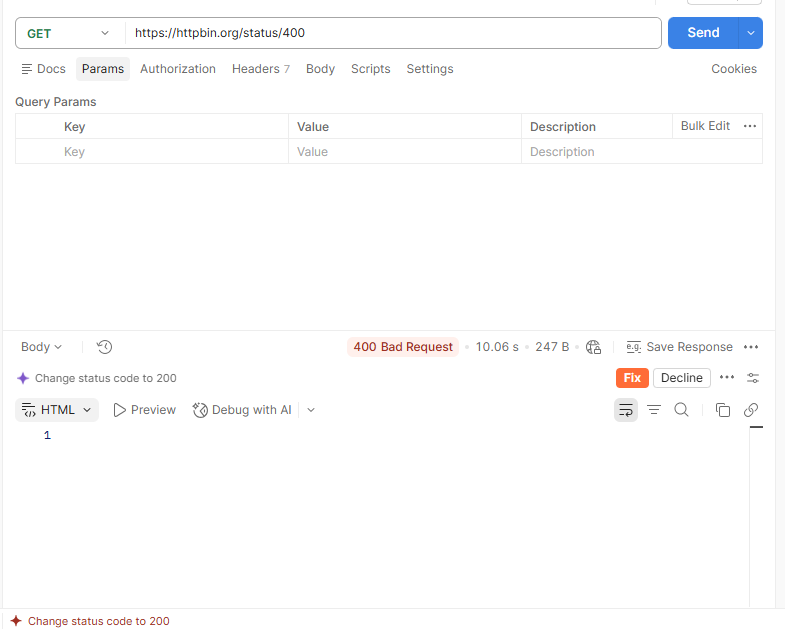 GET https://httpbin.org/status/400 Send
Docs Params Authorization Headers 7 Body Scripts Settings Cookies
Query Params
Key Value Description Bulk Edit
Key Value Description
Body 400 Bad Request 10.06 s 247 B e.g. Save Response
Change status code to 200 Fix Decline
HTML Preview Debug with AI
1
Change status code to 200